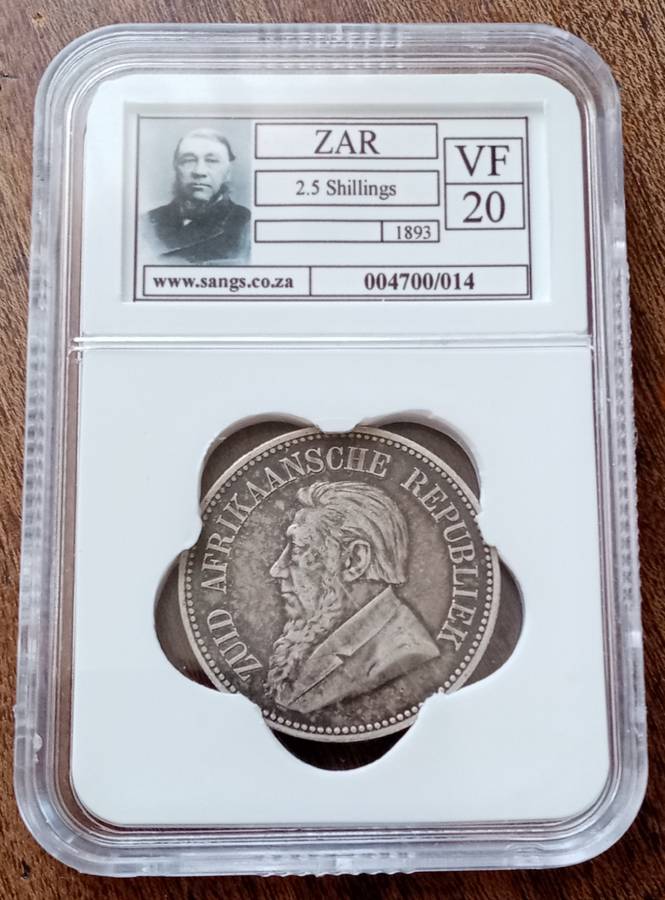 ZAR
VF
2.5 Shillings
20
1893
www.sangs.co.za
004700/014
ZUID AFRIKAANSCHE REPUBLIEK